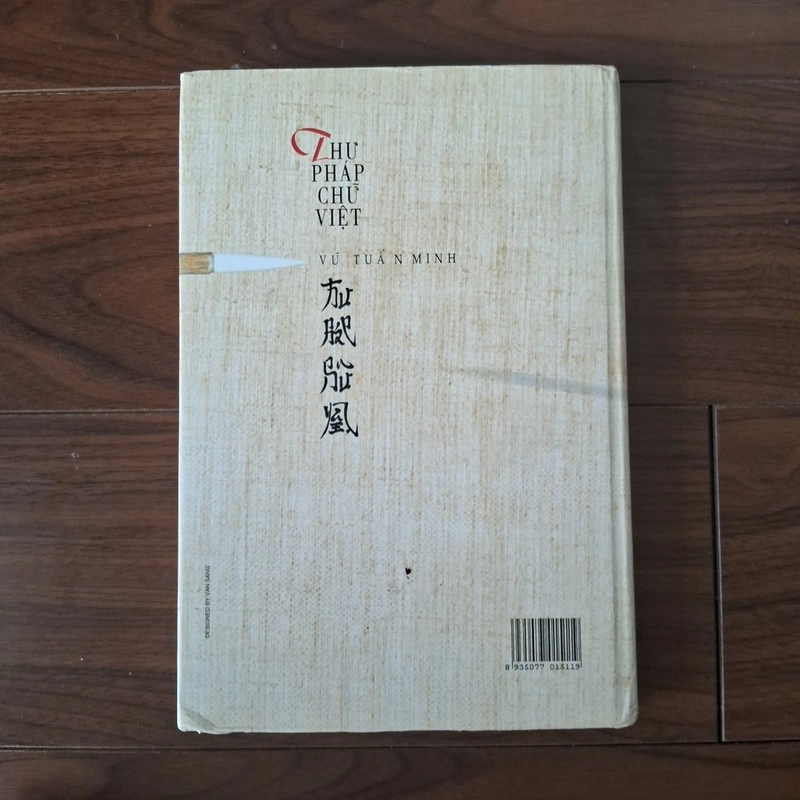 THƯ
PHÁP
CHỮ
VIỆT
VŨ TUẤN MINH
DESIGNED BY VAN SANG
8 935077 015119